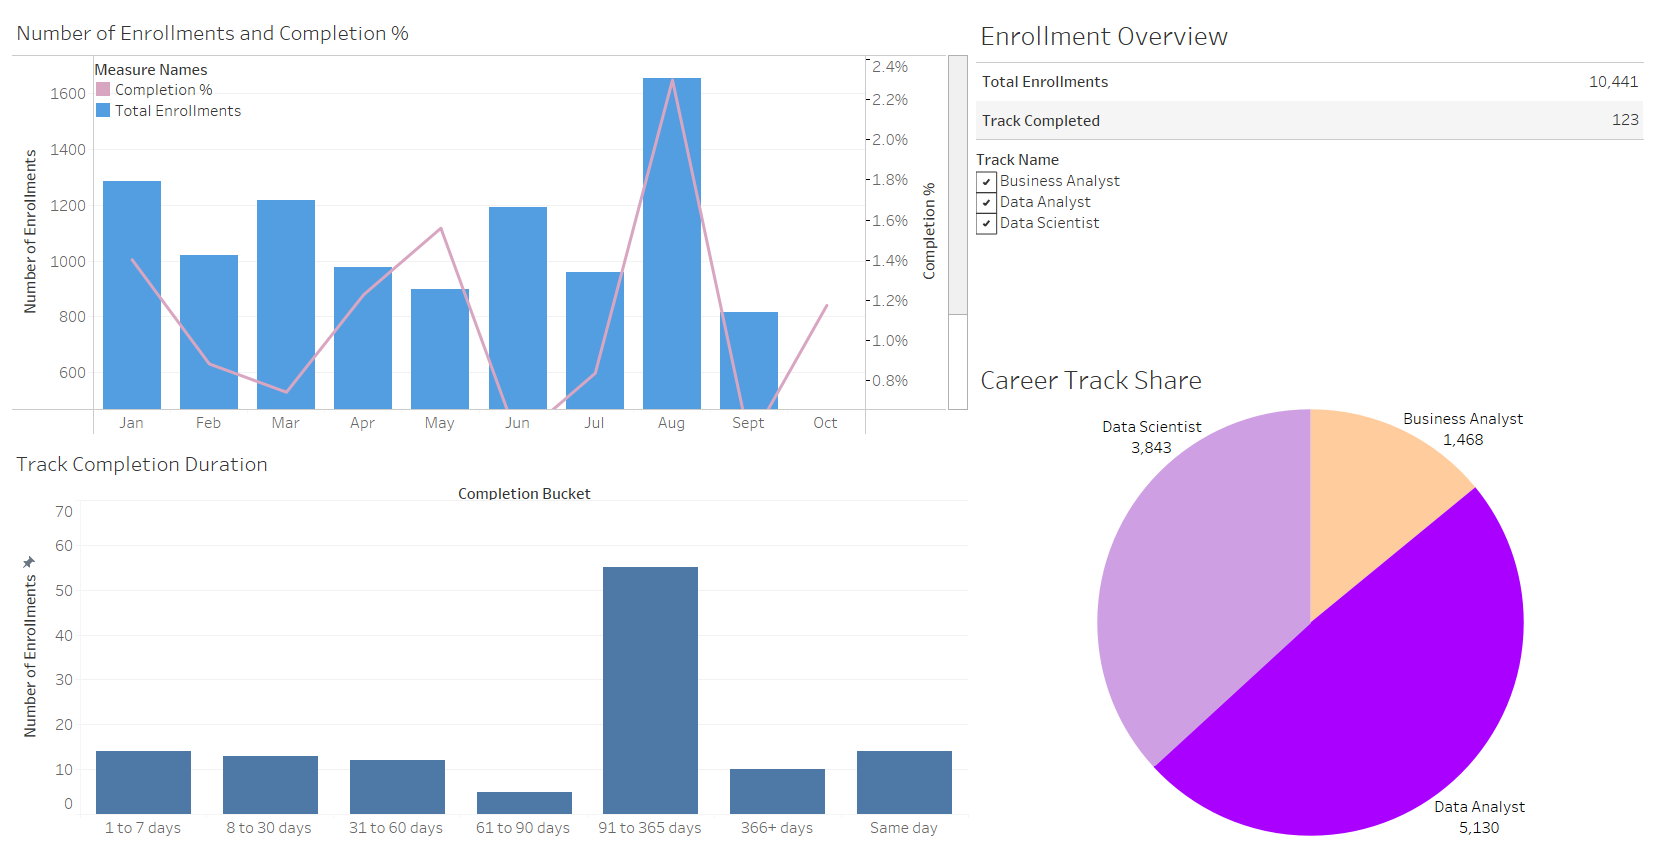 Number of Enrollments and Completion %
Measure Names
Completion %
Total Enrollments
Number of Enrollments
1600
1400
1200
1000
800
600
2.4%
2.2%
2.0%
1.8%
1.6%
1.4%
1.2%
1.0%
0.8%
Completion %
Jan Feb Mar Apr May Jun Jul Aug Sept Oct
Enrollment Overview
Total Enrollments 10,441
Track Completed 123
Track Name
Business Analyst
Data Analyst
Data Scientist
Track Completion Duration
Completion Bucket
Number of Enrollments
70
60
50
40
30
20
10
0
1 to 7 days 8 to 30 days 31 to 60 days 61 to 90 days 91 to 365 days 366+ days Same day
Career Track Share
Data Scientist
3,843
Business Analyst
1,468
Data Analyst
5,130